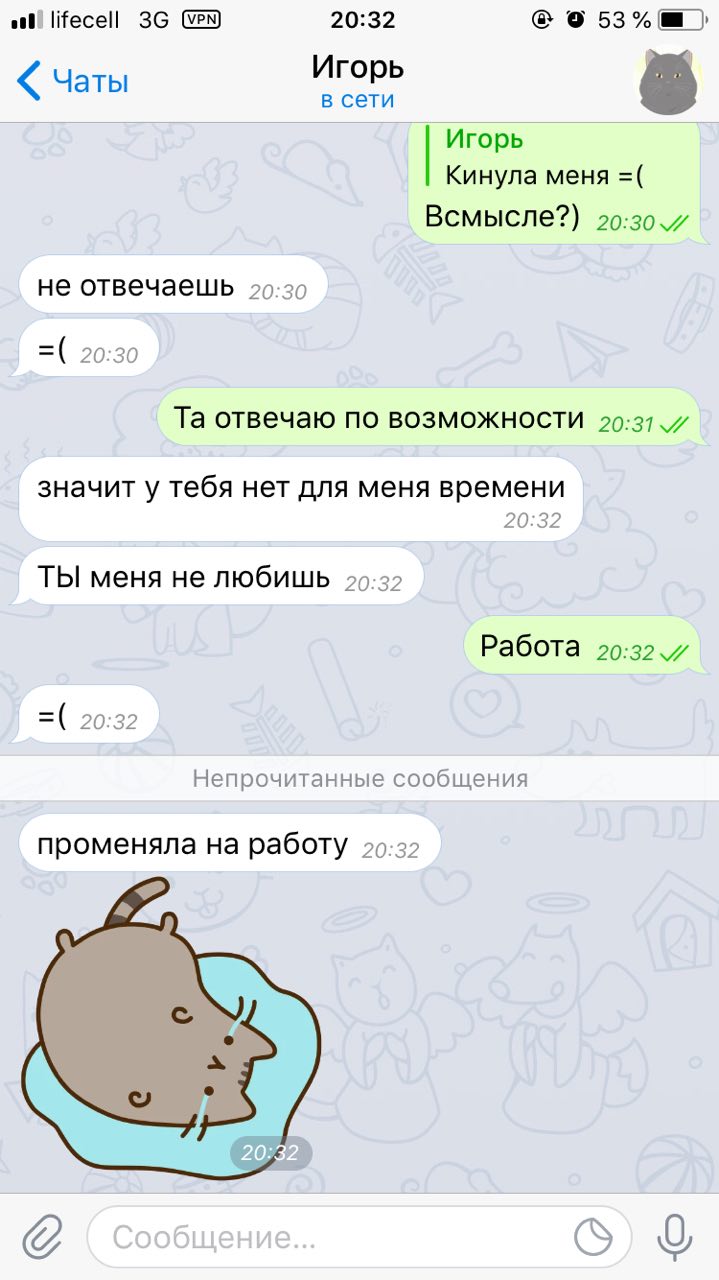 lifecell 3G VPN 20:32 53 %
Чаты
Игорь
в сети
Игорь
Кинула меня =(
Всмысле?) 20:30
не отвечаешь 20:30
=( 20:30
Та отвечаю по возможности 20:31
значит у тебя нет для меня времени
20:32
ТЫ меня не любишь 20:32
Работа 20:32
=( 20:32
Непрочитанные сообщения
променяла на работу 20:32
20:32
Сообщение...